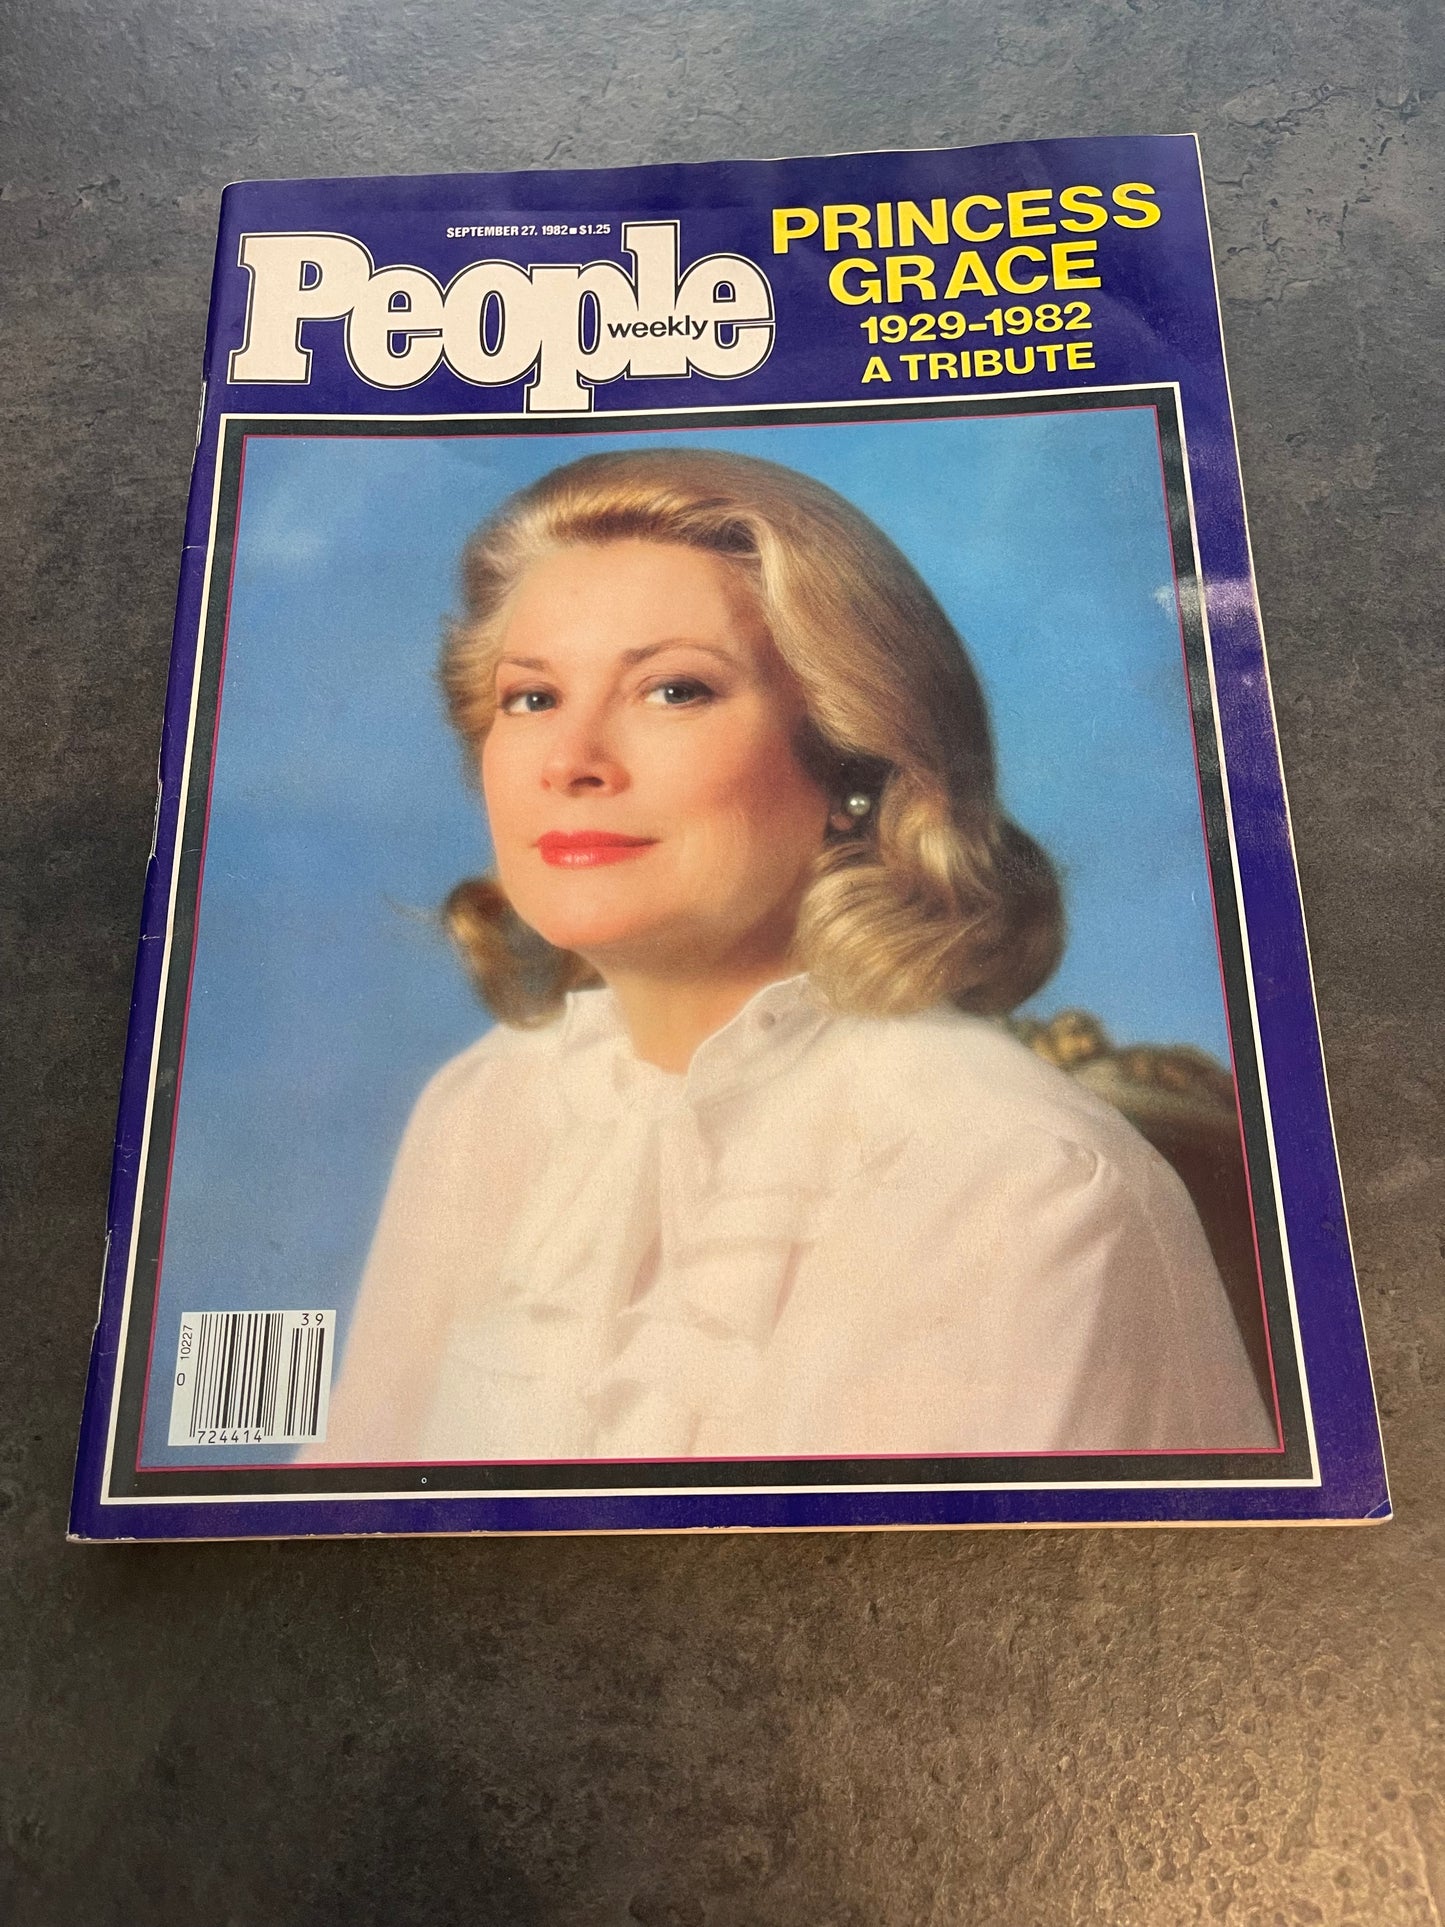 SEPTEMBER 27, 1982 ■ $1.25
People
weekly
PRINCESS
GRACE
1929-1982
A TRIBUTE
39
0 10227
724414